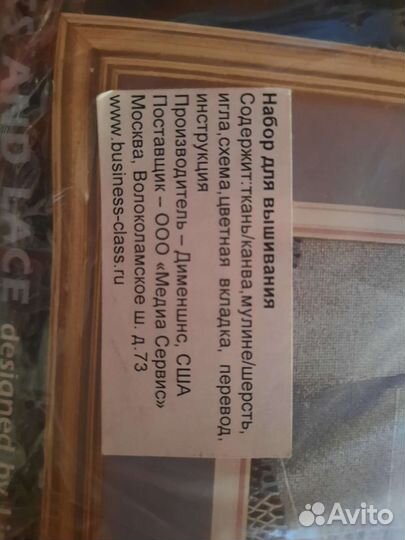 Набор для вышивания
Содержит:ткань/канва,мулине/шерсть,
игла,схема,цветная вкладка, перевод,
инструкция
Производитель – Дименшнс, США
Поставщик – ООО «Медиа Сервис»
Москва, Волоколамское ш. д.73
www.business-class.ru
AND LACE designed by
Avito